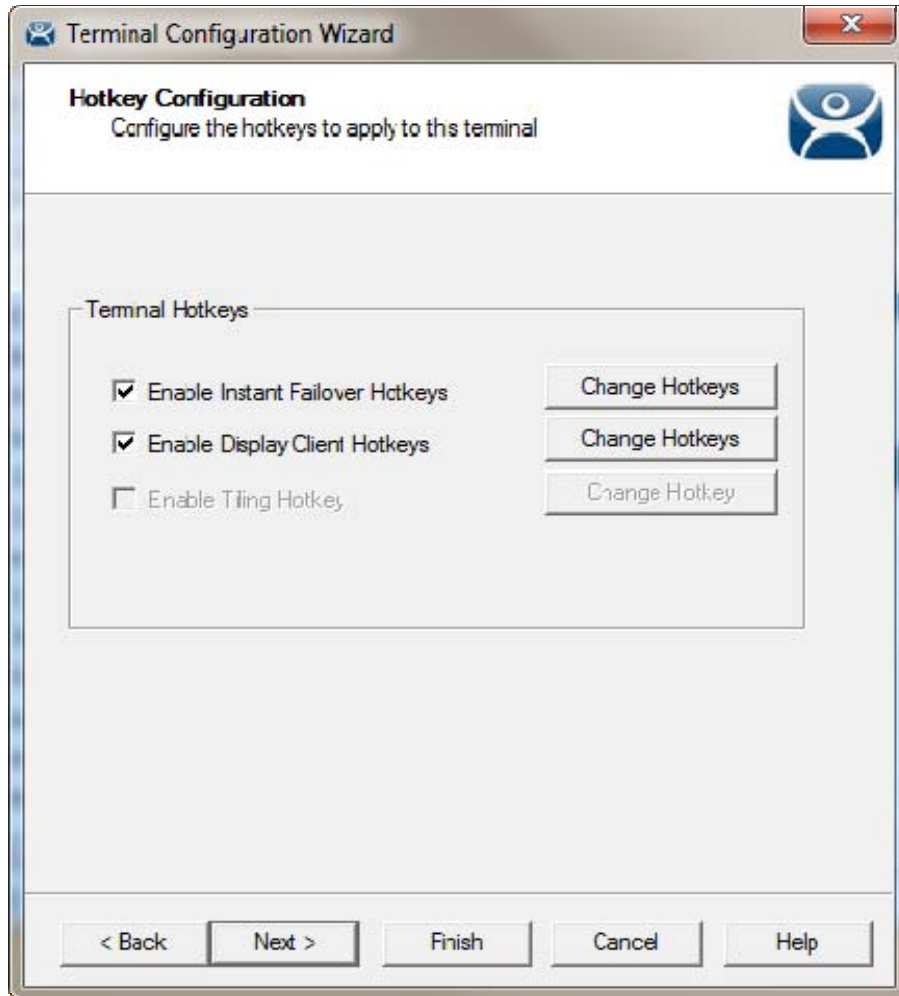 Terminal Configuration Wizard
Hotkey Configuration
Configure the hotkeys to apply to this terminal
Terminal Hotkeys
Enable Instant Failover Hotkeys
Change Hotkeys
Enable Display Client Hotkeys
Change Hotkeys
Enable Tiling Hotkey
Change Hotkey
< Back
Next >
Finish
Cancel
Help